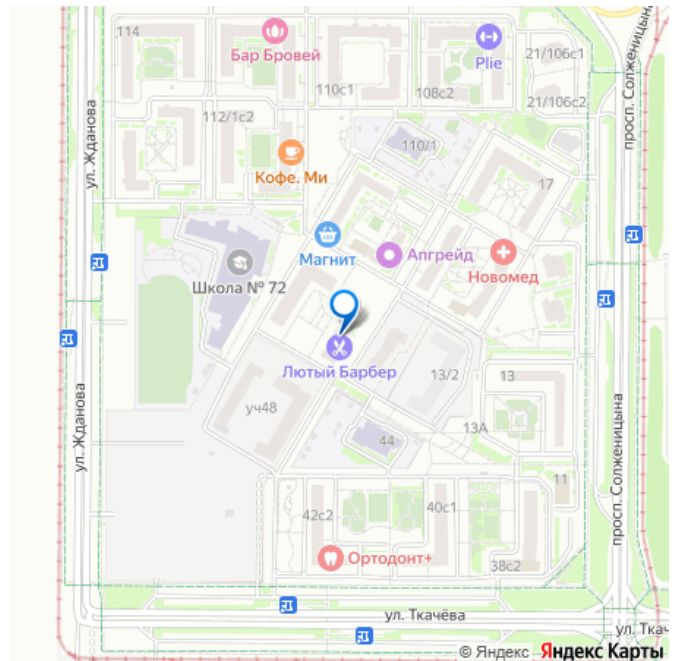 114
Бар Бровей
110с1
108с2
Plie
21/106с1
21/106с2
просп. Солженицына
ул. Жданова
112/1с2
Кофе. Ми
110/1
17
Магнит
Апгрейд
Новомед
Школа № 72
Лютый Барбер
13/2
13
13А
уч48
44
11
ул. Жданова
просп. Солженицына
42с2
40с1
Ортодонт+
38с2
ул. Ткачёва
ул. Ткач
© Яндекс Яндекс Карты